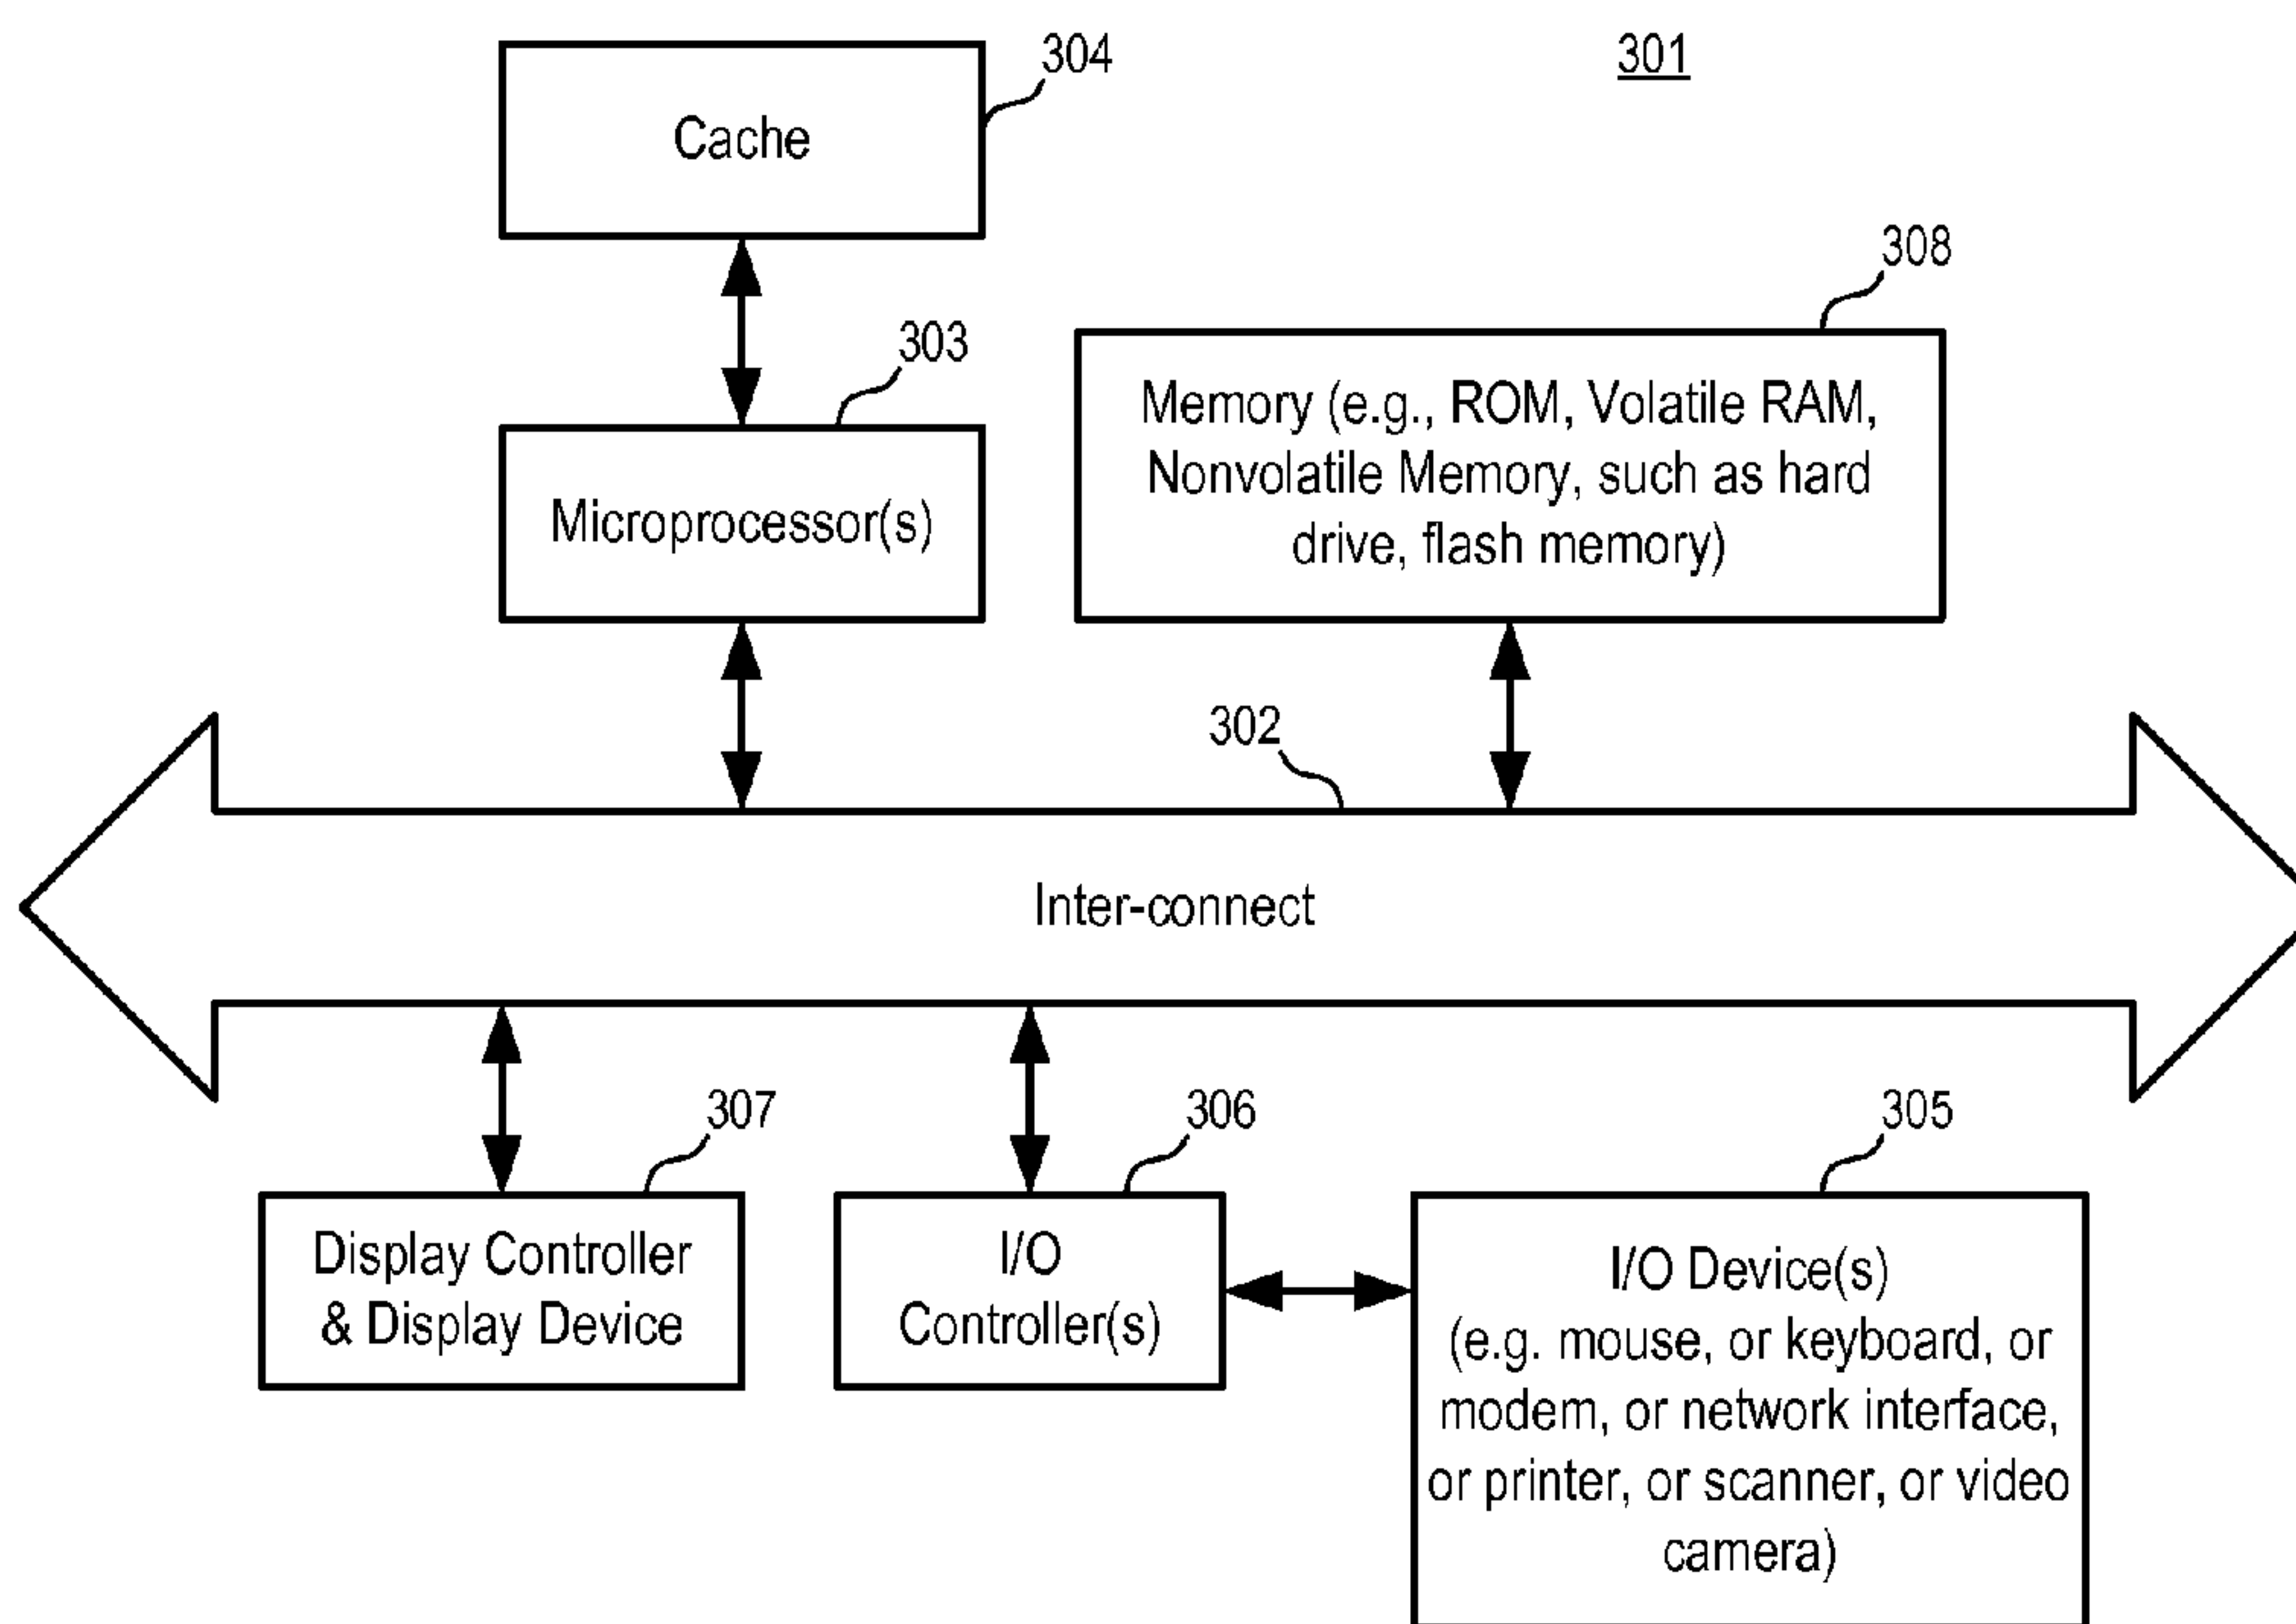 304
301
Cache
308
303
Memory (e.g., ROM, Volatile RAM,
Nonvolatile Memory, such as hard
drive, flash memory)
Microprocessor(s)
302
Inter-connect
307
306
305
Display Controller
& Display Device
I/O
Controller(s)
I/O Device(s)
(e.g. mouse, or keyboard, or
modem, or network interface,
or printer, or scanner, or video
camera)